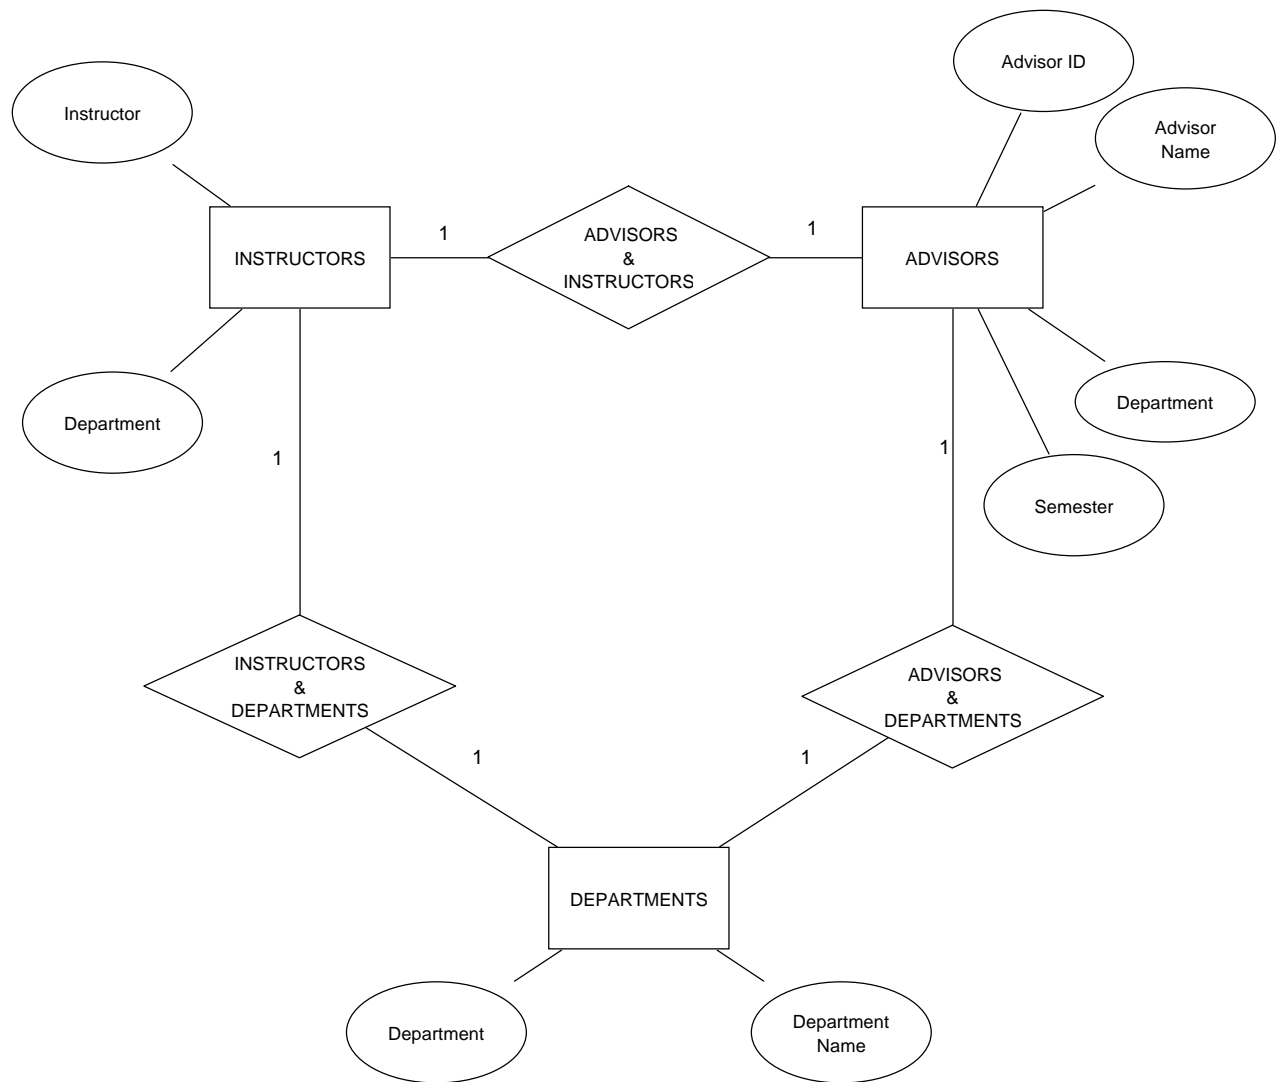 Advisor ID
Instructor
Advisor
Name
INSTRUCTORS
1
ADVISORS
&
INSTRUCTORS
1
ADVISORS
Department
1
1
Department
Semester
INSTRUCTORS
&
DEPARTMENTS
ADVISORS
&
DEPARTMENTS
1
1
DEPARTMENTS
Department
Department
Name